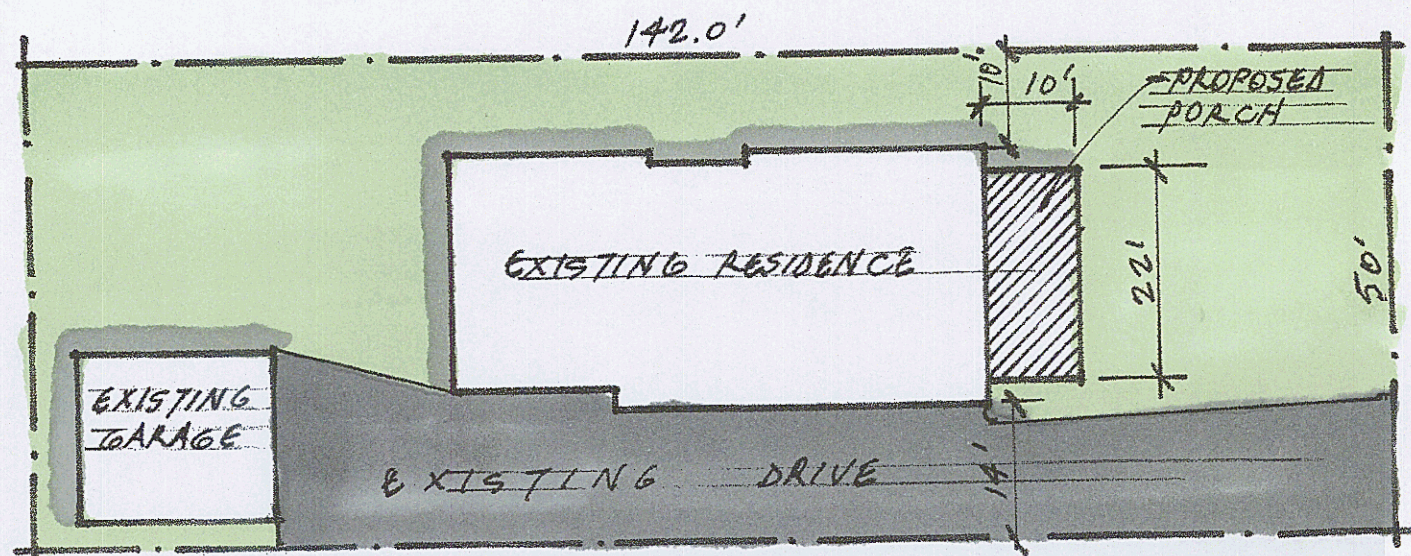 142.0'
10'
10'
PROPOSED
PORCH
EXISTING RESIDENCE
22'
50'
EXISTING
GARAGE
EXISTING DRIVE
14'